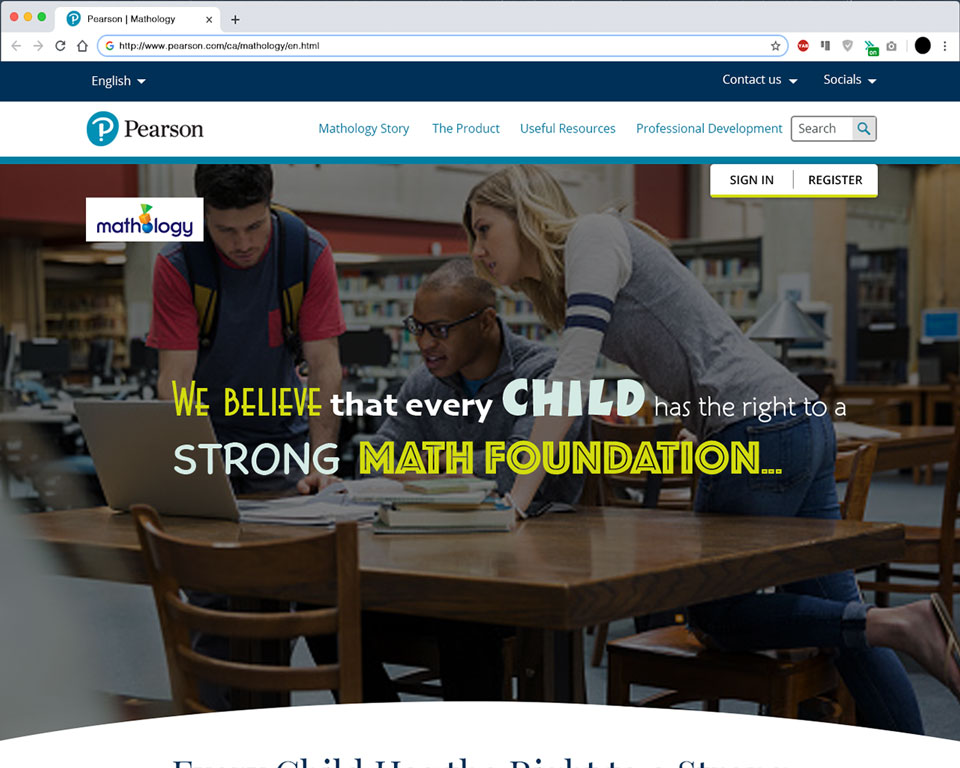 Pearson | Mathology
http://www.pearson.com/ca/mathology/en.html
on
English
Contact us
Socials
Pearson
Mathology Story
The Product
Useful Resources
Professional Development
Search
SIGN IN
REGISTER
mathology
WE BELIEVE that every CHILD has the right to a
STRONG MATH FOUNDATION...